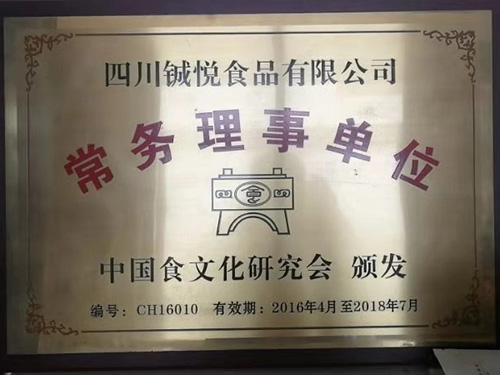 四川铖悦食品有限公司
常务理事单位
食
中国食文化研究会 颁发
编号：CH16010 有效期：2016年4月至2018年7月